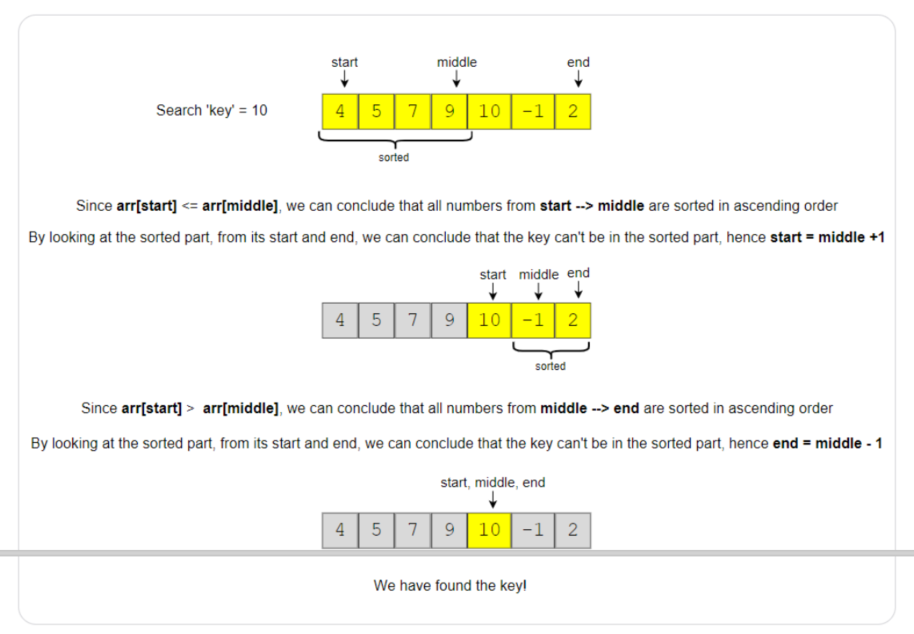 start middle end
Search 'key' = 10
4 5 7 9 10 -1 2
sorted
Since arr[start] <= arr[middle], we can conclude that all numbers from start --> middle are sorted in ascending order
By looking at the sorted part, from its start and end, we can conclude that the key can't be in the sorted part, hence start = middle +1
start middle end
4 5 7 9 10 -1 2
sorted
Since arr[start] > arr[middle], we can conclude that all numbers from middle --> end are sorted in ascending order
By looking at the sorted part, from its start and end, we can conclude that the key can't be in the sorted part, hence end = middle - 1
start, middle, end
4 5 7 9 10 -1 2
We have found the key!